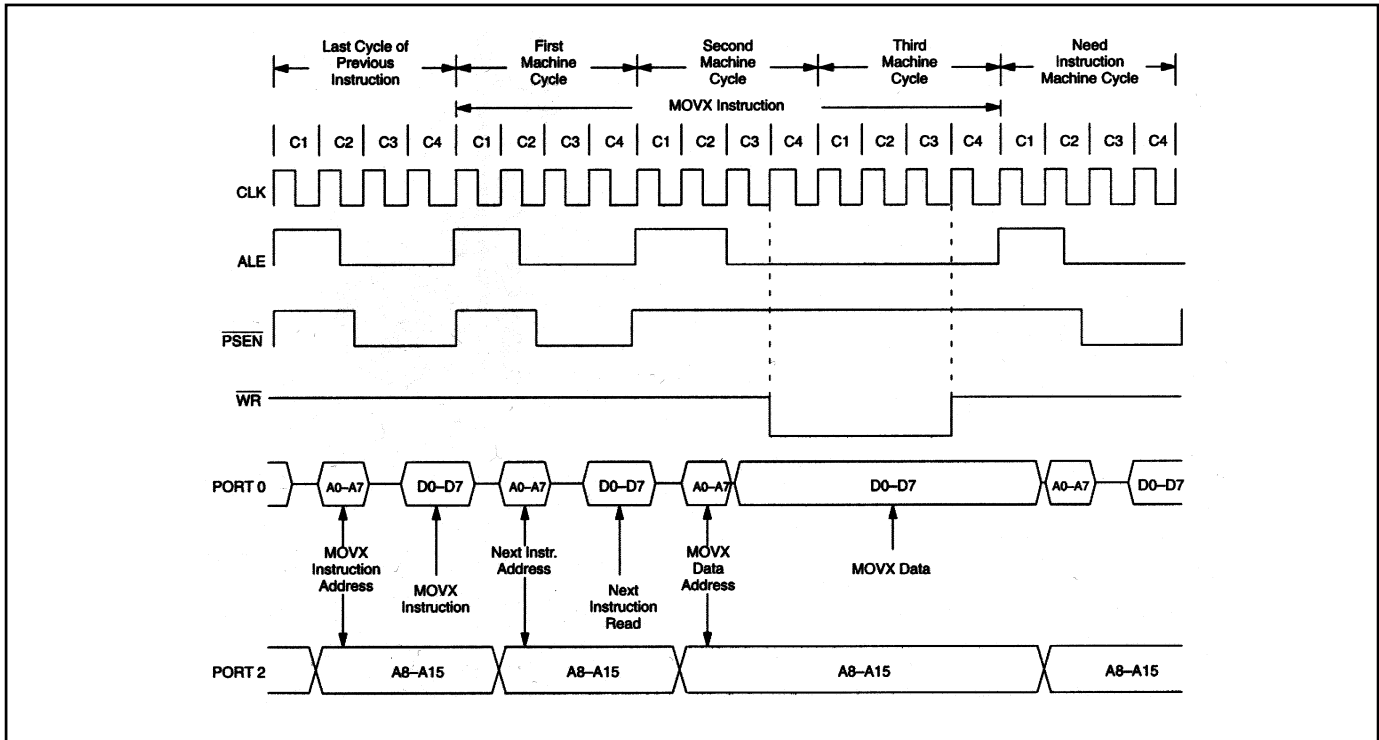 Last Cycle of
Previous
Instruction
First
Machine
Cycle
Second
Machine
Cycle
Third
Machine
Cycle
Need
Instruction
Machine Cycle
MOVX Instruction
C1 C2 C3 C4 C1 C2 C3 C4 C1 C2 C3 C4 C1 C2 C3 C4 C1 C2 C3 C4
CLK
ALE
PSEN
WR
PORT 0 A0–A7 D0–D7 A0–A7 D0–D7 A0–A7 D0–D7 A0–A7 D0–D7
MOVX
Instruction
Address
MOVX
Instruction
Next Instr.
Address
Next
Instruction
Read
MOVX
Data
Address
MOVX Data
PORT 2 A8–A15 A8–A15 A8–A15 A8–A15